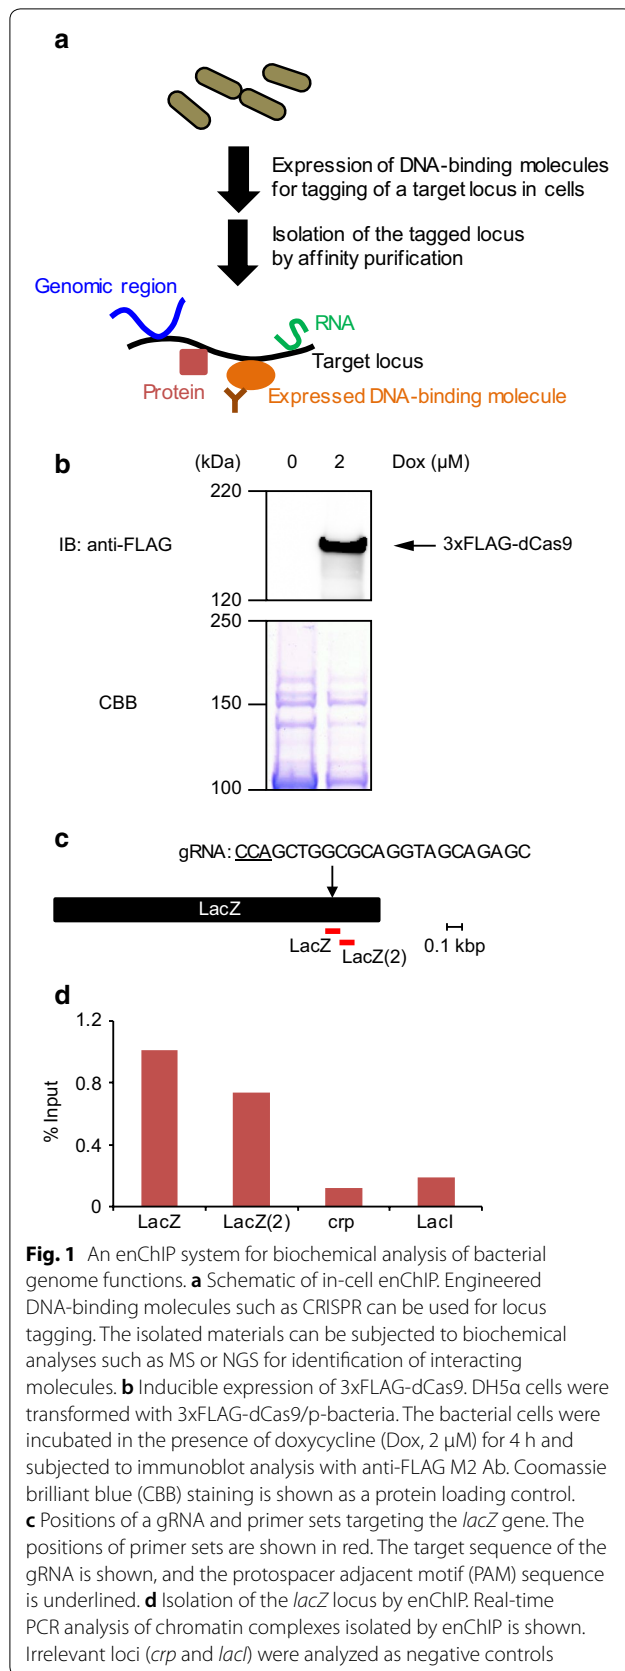 a
Expression of DNA-binding molecules
for tagging of a target locus in cells
Isolation of the tagged locus
by affinity purification
Genomic region
RNA
Target locus
Protein
Expressed DNA-binding molecule
b
(kDa) 0 2 Dox (µM)
220
IB: anti-FLAG
3xFLAG-dCas9
120
250
CBB
150
100
c
gRNA: CCAGCTGGCGCAGGTAGCAGAGC
LacZ
LacZ
LacZ(2)
0.1 kbp
d
1.2
0.8
0.4
0
% Input
LacZ LacZ(2) crp LacI
Fig. 1 An enChIP system for biochemical analysis of bacterial
genome functions. a Schematic of in-cell enChIP. Engineered
DNA-binding molecules such as CRISPR can be used for locus
tagging. The isolated materials can be subjected to biochemical
analyses such as MS or NGS for identification of interacting
molecules. b Inducible expression of 3xFLAG-dCas9. DH5α cells were
transformed with 3xFLAG-dCas9/p-bacteria. The bacterial cells were
incubated in the presence of doxycycline (Dox, 2 µM) for 4 h and
subjected to immunoblot analysis with anti-FLAG M2 Ab. Coomassie
brilliant blue (CBB) staining is shown as a protein loading control.
c Positions of a gRNA and primer sets targeting the lacZ gene. The
positions of primer sets are shown in red. The target sequence of the
gRNA is shown, and the protospacer adjacent motif (PAM) sequence
is underlined. d Isolation of the lacZ locus by enChIP. Real-time
PCR analysis of chromatin complexes isolated by enChIP is shown.
Irrelevant loci (crp and lacI) were analyzed as negative controls